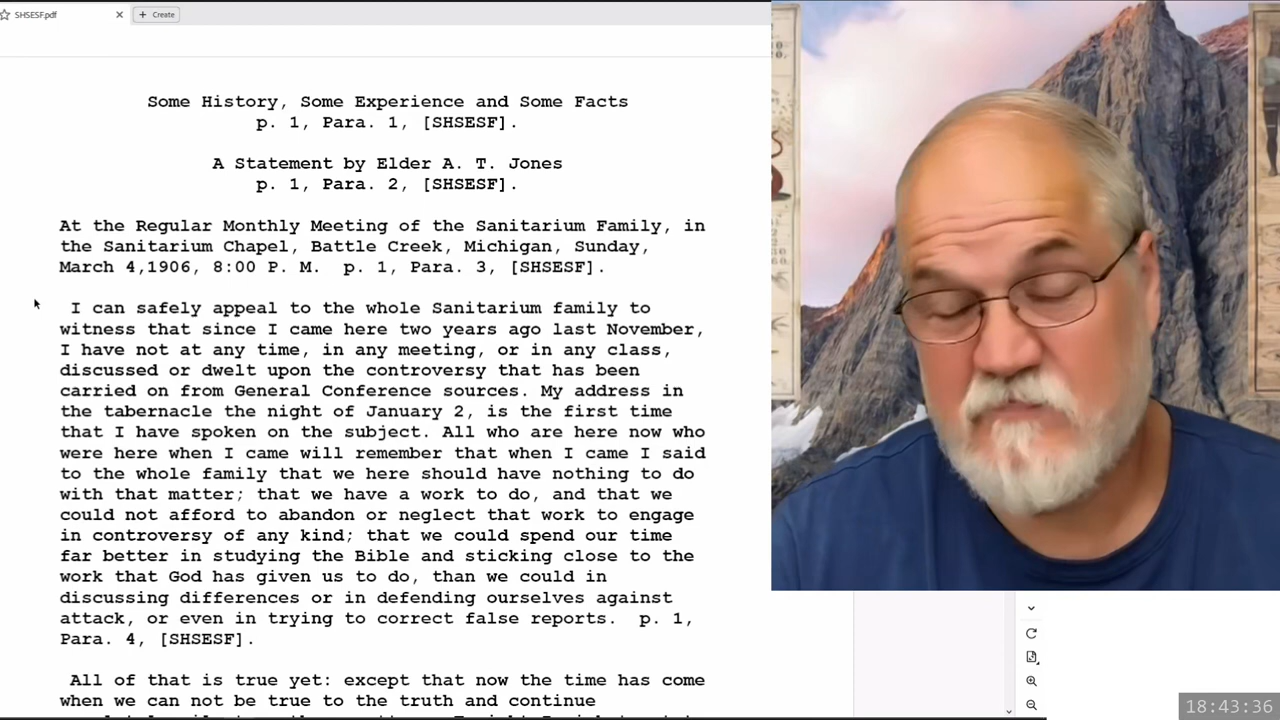 SHSESF.pdf
Create
Some History, Some Experience and Some Facts
p. 1, Para. 1, [SHSESF].
A Statement by Elder A. T. Jones
p. 1, Para. 2, [SHSESF].
At the Regular Monthly Meeting of the Sanitarium Family, in
the Sanitarium Chapel, Battle Creek, Michigan, Sunday,
March 4,1906, 8:00 P. M.  p. 1, Para. 3, [SHSESF].
I can safely appeal to the whole Sanitarium family to
witness that since I came here two years ago last November,
I have not at any time, in any meeting, or in any class,
discussed or dwelt upon the controversy that has been
carried on from General Conference sources. My address in
the tabernacle the night of January 2, is the first time
that I have spoken on the subject. All who are here now who
were here when I came will remember that when I came I said
to the whole family that we here should have nothing to do
with that matter; that we have a work to do, and that we
could not afford to abandon or neglect that work to engage
in controversy of any kind; that we could spend our time
far better in studying the Bible and sticking close to the
work that God has given us to do, than we could in
discussing differences or in defending ourselves against
attack, or even in trying to correct false reports.  p. 1,
Para. 4, [SHSESF].
All of that is true yet: except that now the time has come
when we can not be true to the truth and continue
18:43:36